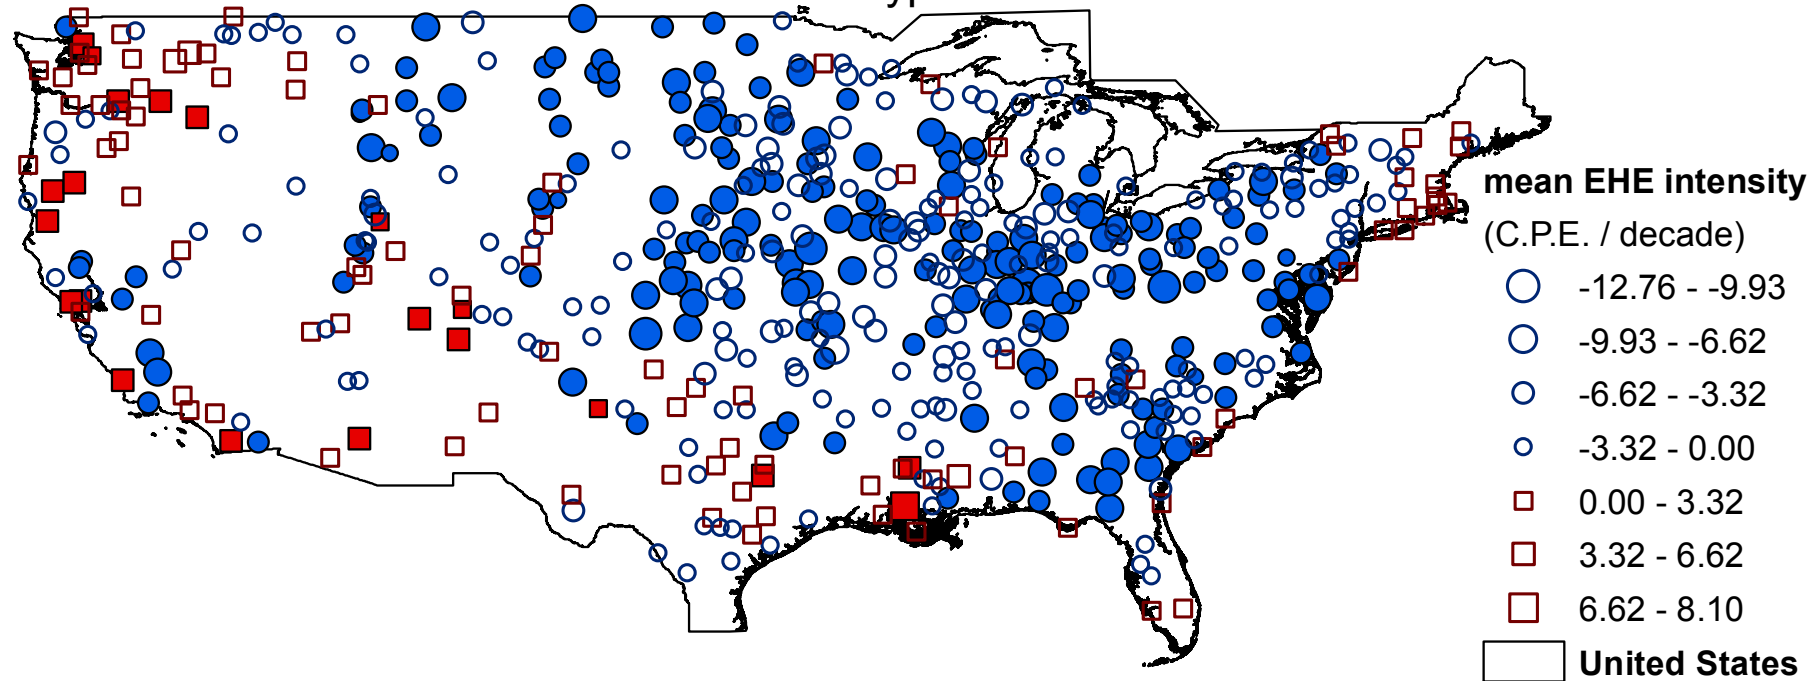 mean EHE intensity
(C.P.E. / decade)
-12.76 - -9.93
-9.93 - -6.62
-6.62 - -3.32
-3.32 - 0.00
0.00 - 3.32
3.32 - 6.62
6.62 - 8.10
United States